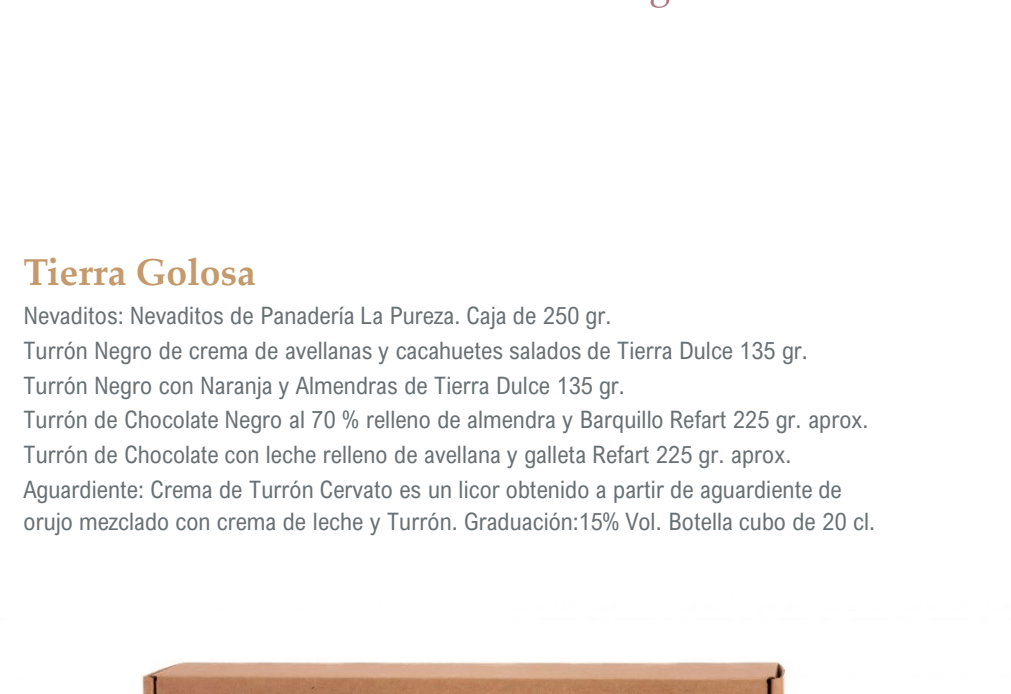 Tierra Golosa
Nevaditos: Nevaditos de Panadería La Pureza. Caja de 250 gr.
Turrón Negro de crema de avellanas y cacahuetes salados de Tierra Dulce 135 gr.
Turrón Negro con Naranja y Almendras de Tierra Dulce 135 gr.
Turrón de Chocolate Negro al 70 % relleno de almendra y Barquillo Refart 225 gr. aprox.
Turrón de Chocolate con leche relleno de avellana y galleta Refart 225 gr. aprox.
Aguardiente: Crema de Turrón Cervato es un licor obtenido a partir de aguardiente de
orujo mezclado con crema de leche y Turrón. Graduación:15% Vol. Botella cubo de 20 cl.